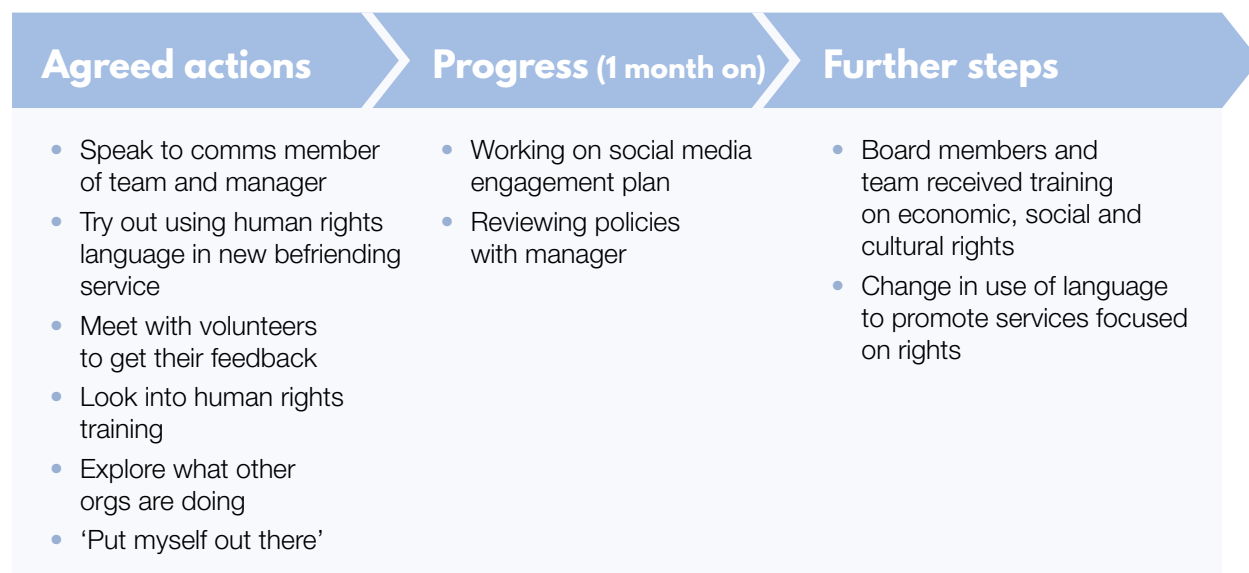 Agreed actions
Speak to comms member
of team and manager
Try out using human rights
language in new befriending
service
Meet with volunteers
to get their feedback
Look into human rights
training
Explore what other
orgs are doing
‘Put myself out there’
Progress (1 month on)
Working on social media
engagement plan
Reviewing policies
with manager
Further steps
Board members and
team received training
on economic, social and
cultural rights
Change in use of language
to promote services focused
on rights